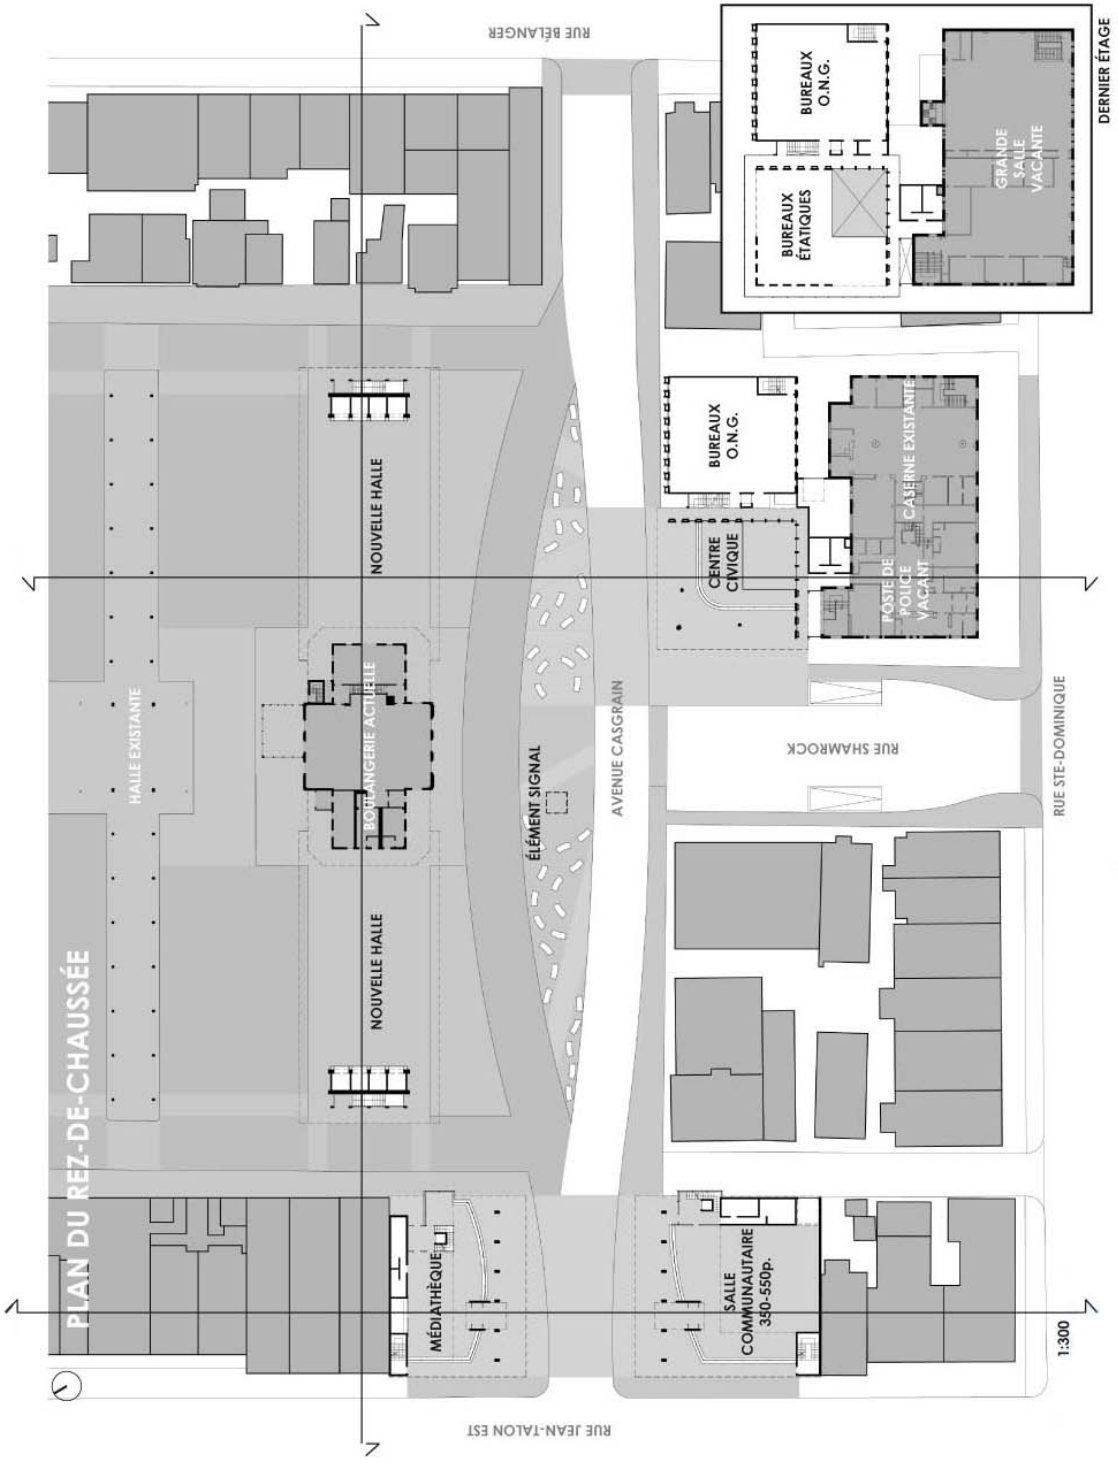 PLAN DU REZ-DE-CHAUSSÉE
RUE BÉLANGER
DERNIER ÉTAGE
BUREAUX
O.N.G.
BUREAUX
ÉTATIQUES
GRANDE
SALLE
VACANTE
NOUVELLE HALLE
BUREAUX
O.N.G.
CASERNE EXISTANTE
CENTRE
CIVIQUE
POSTE DE
POLICE
VACANT
HALLE EXISTANTE
BOULANGERIE ACTUELLE
ÉLÉMENT SIGNAL
AVENUE CASGRAIN
RUE SHAMROCK
RUE STE-DOMINIQUE
NOUVELLE HALLE
MÉDIATHÈQUE
SALLE
COMMUNAUTAIRE
350-550p.
1:300
RUE JEAN-TALON EST